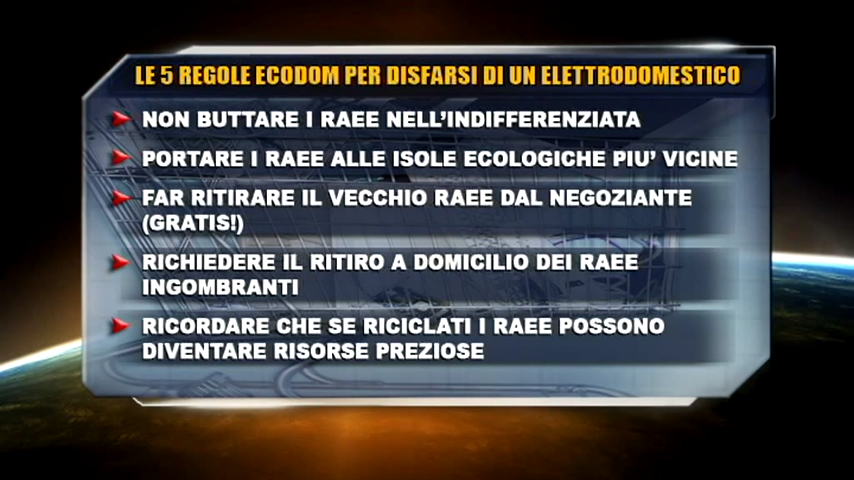 LE 5 REGOLE ECODOM PER DISFARSI DI UN ELETTRODOMESTICO
NON BUTTARE I RAEE NELL'INDIFFERENZIATA
PORTARE I RAEE ALLE ISOLE ECOLOGICHE PIU' VICINE
FAR RITIRARE IL VECCHIO RAEE DAL NEGOZIANTE
(GRATIS!)
RICHIEDERE IL RITIRO A DOMICILIO DEI RAEE
INGOMBRANTI
RICORDARE CHE SE RICICLATI I RAEE POSSONO
DIVENTARE RISORSE PREZIOSE